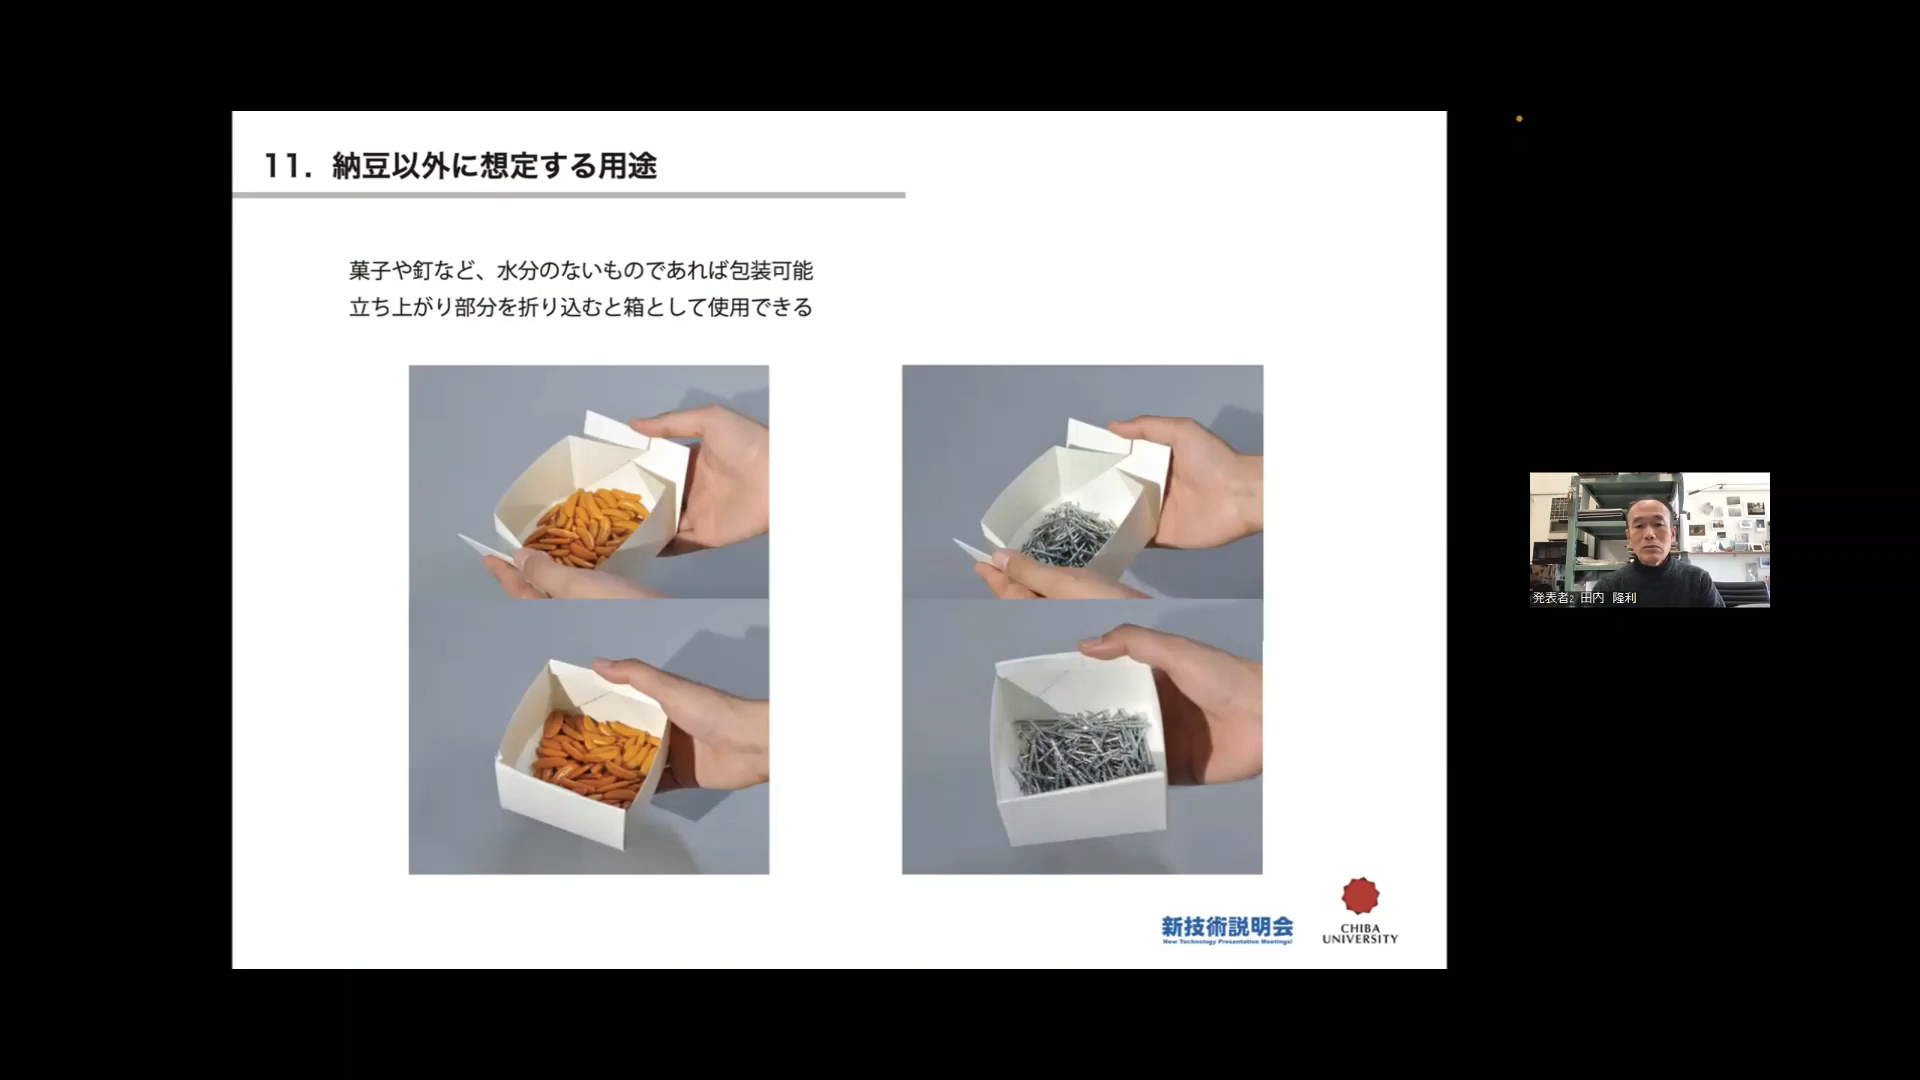 11. 納豆以外に想定する用途
菓子や釘など、水分のないものであれば包装可能
立ち上がり部分を折り込むと箱として使用できる
発表者2 田内 隆利
新技術説明会
New Technology Presentation Meetings!
CHIBA
UNIVERSITY